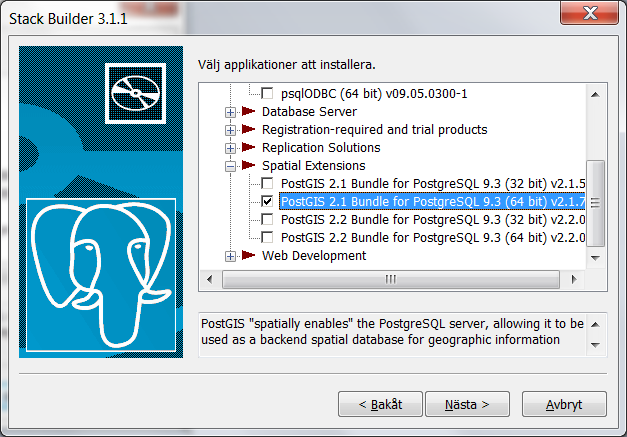 Stack Builder 3.1.1
Välj applikationer att installera.
psqlODBC (64 bit) v09.05.0300-1
Database Server
Registration-required and trial products
Replication Solutions
Spatial Extensions
PostGIS 2.1 Bundle for PostgreSQL 9.3 (32 bit) v2.1.5
PostGIS 2.1 Bundle for PostgreSQL 9.3 (64 bit) v2.1.7
PostGIS 2.2 Bundle for PostgreSQL 9.3 (32 bit) v2.2.0
PostGIS 2.2 Bundle for PostgreSQL 9.3 (64 bit) v2.2.0
Web Development
PostGIS "spatially enables" the PostgreSQL server, allowing it to be
used as a backend spatial database for geographic information
< Bakåt
Nästa >
Avbryt